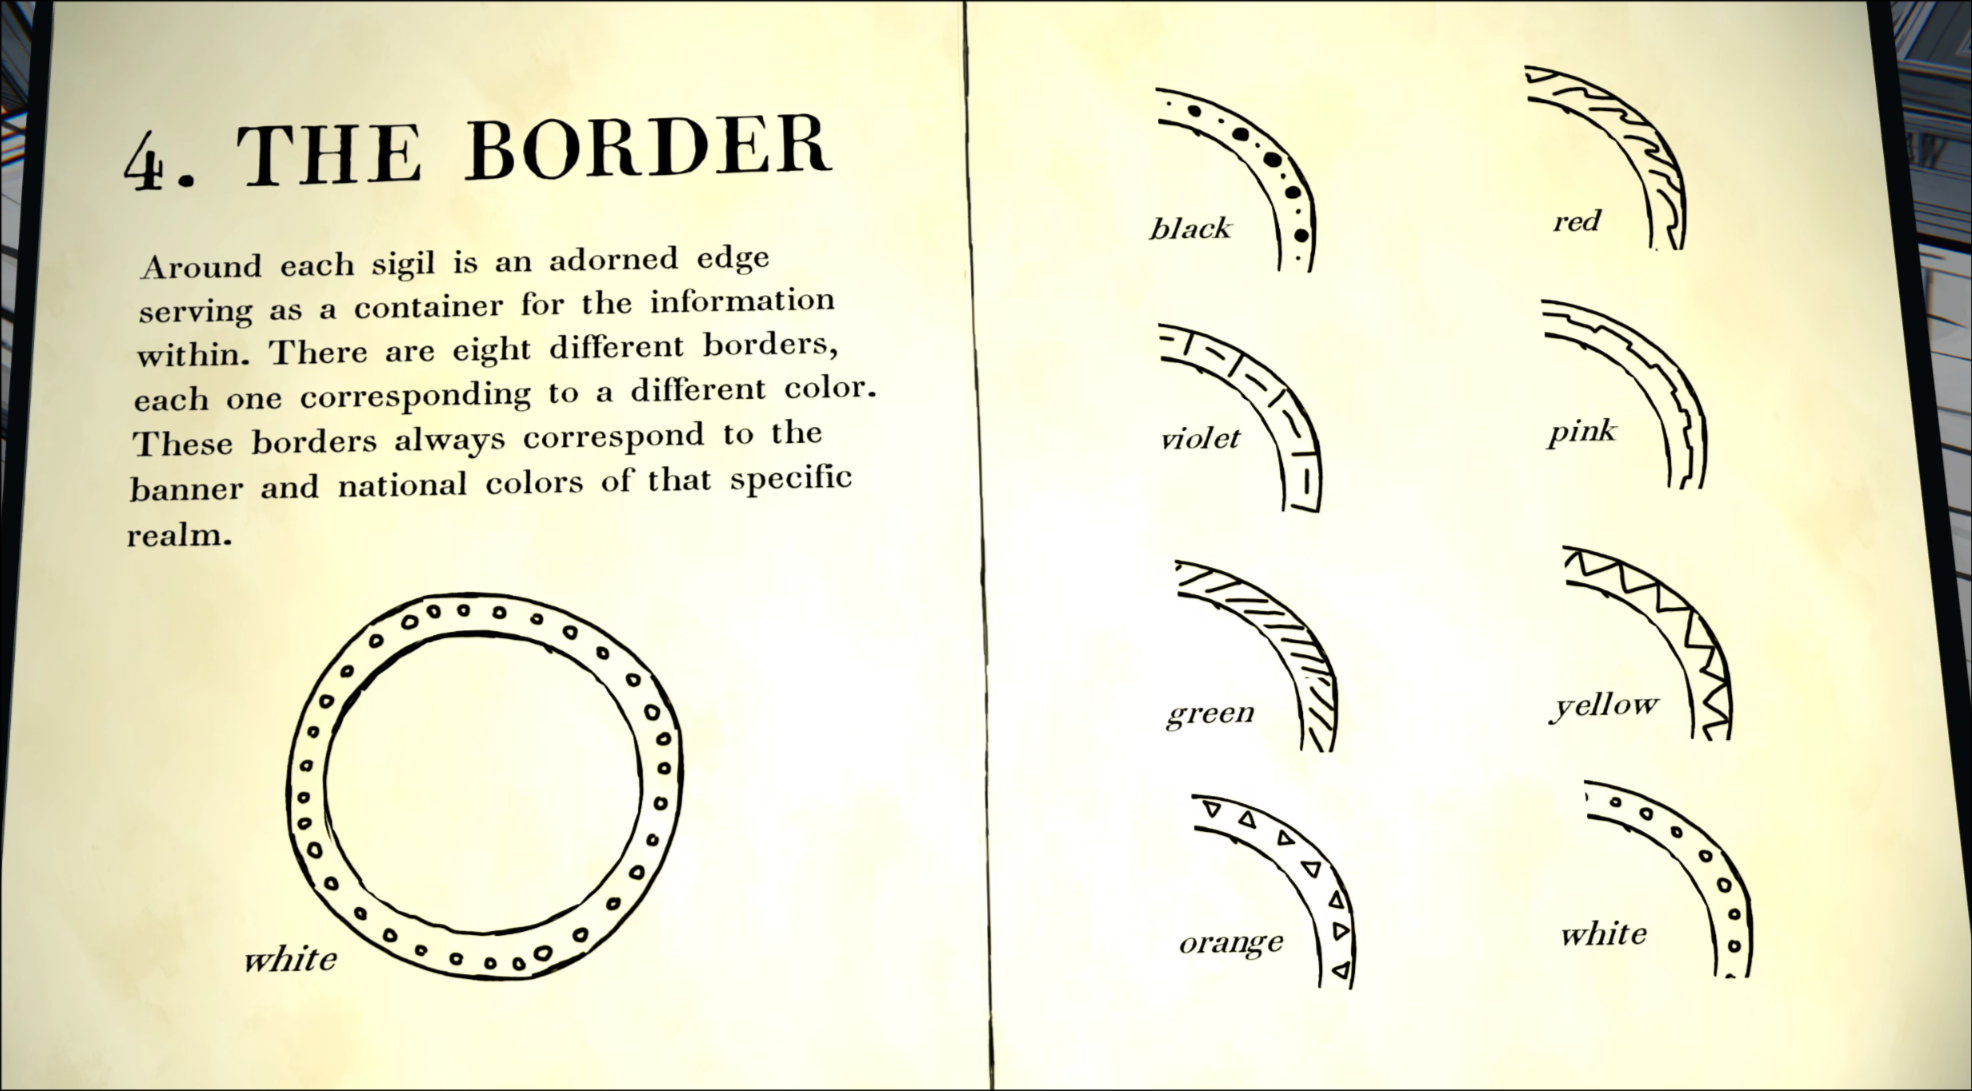 4. THE BORDER
Around each sigil is an adorned edge
serving as a container for the information
within. There are eight different borders,
each one corresponding to a different color.
These borders always correspond to the
banner and national colors of that specific
realm.
white
black
red
violet
pink
green
yellow
orange
white